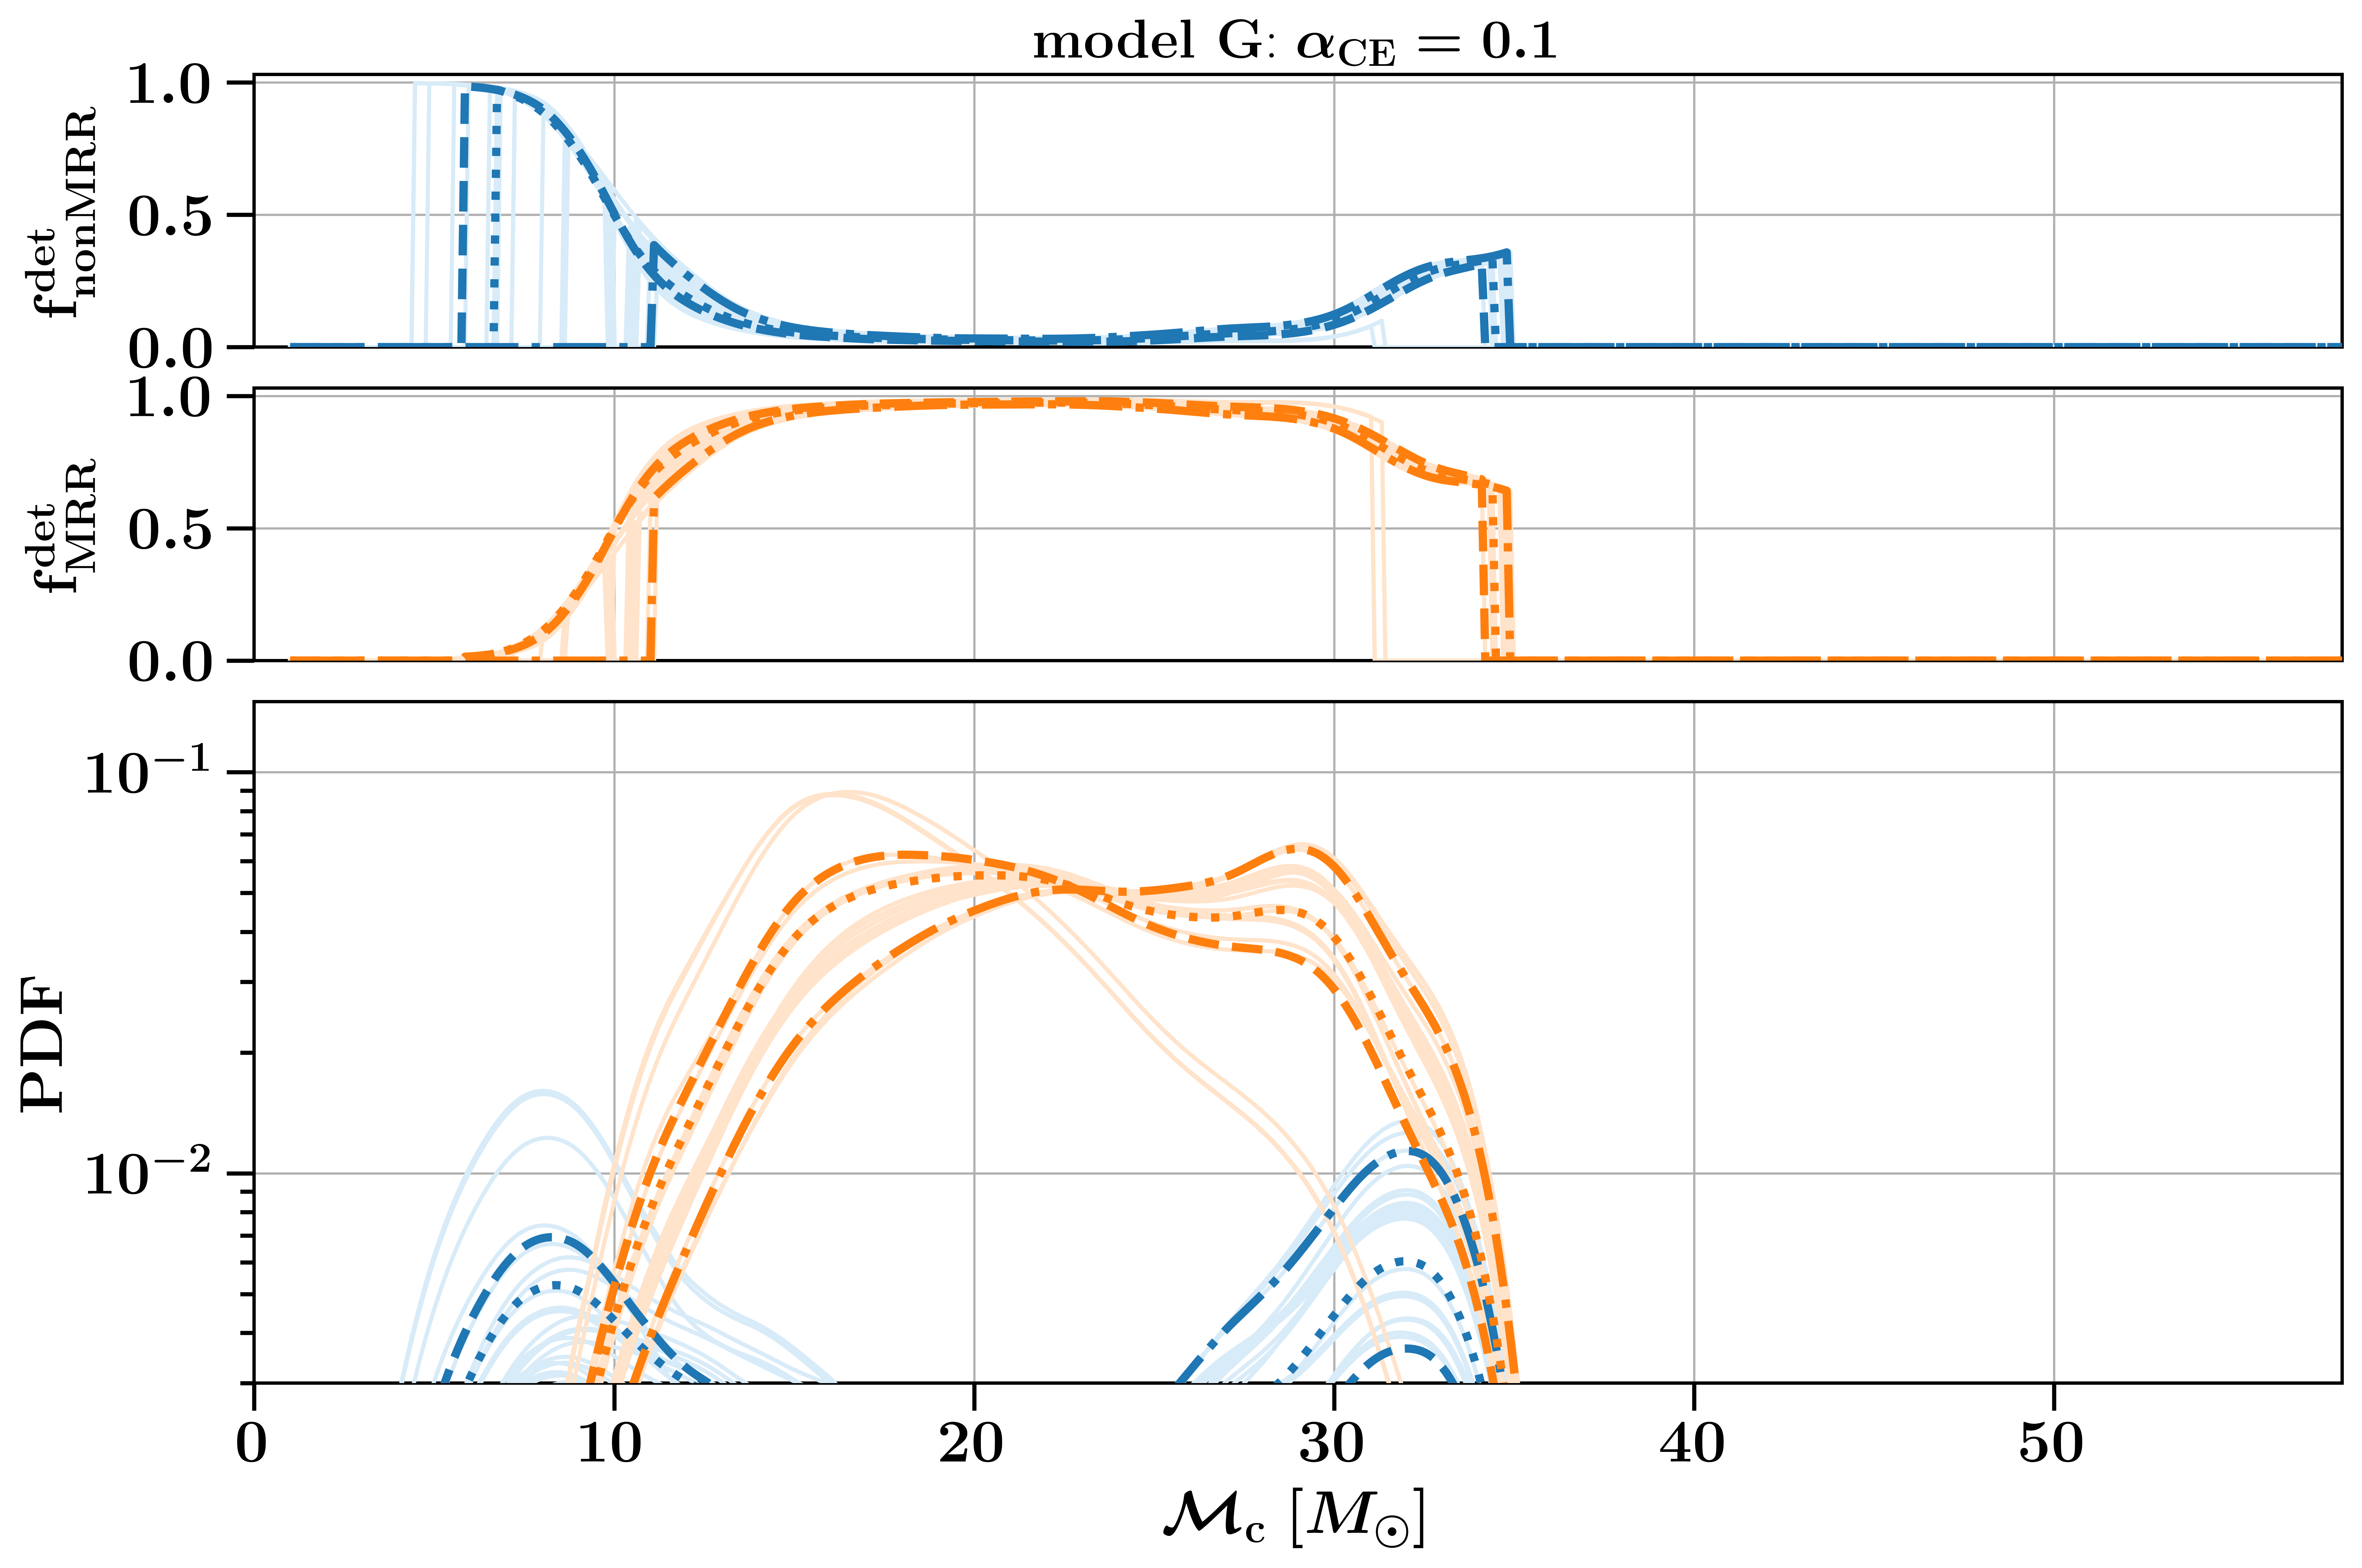 model G: α_CE = 0.1
1.0
0.5
0.0
f^det_nonMRR
1.0
0.5
0.0
f^det_MRR
10^−1
10^−2
PDF
0 10 20 30 40 50
ℳ_c [M_⊙]